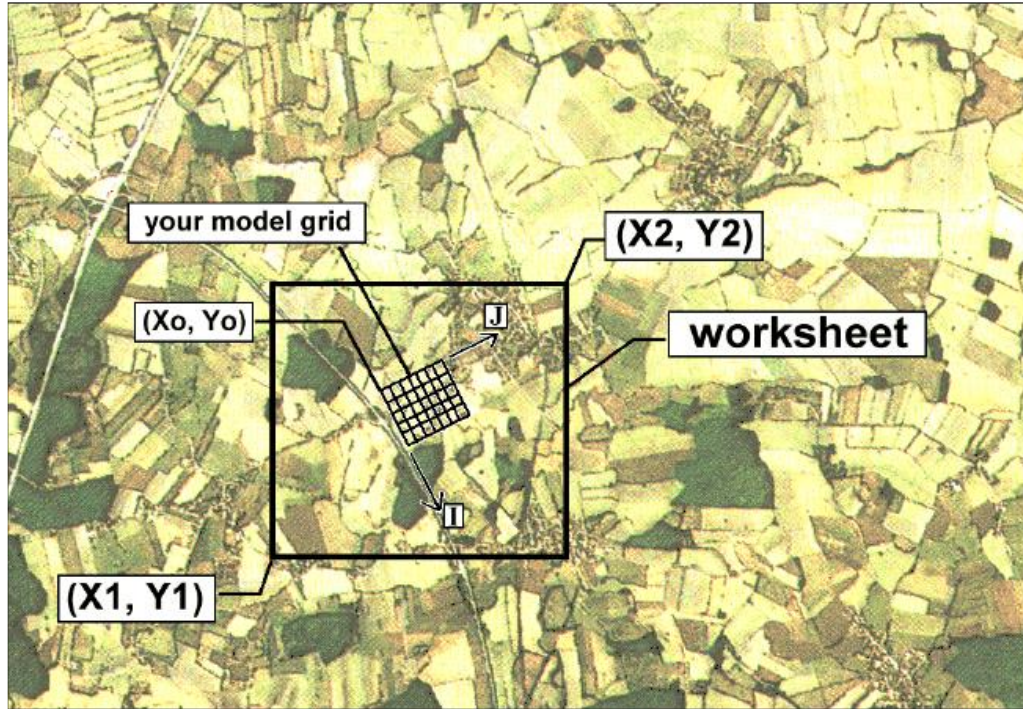 your model grid
(X2, Y2)
(Xo, Yo)
J
worksheet
I
(X1, Y1)